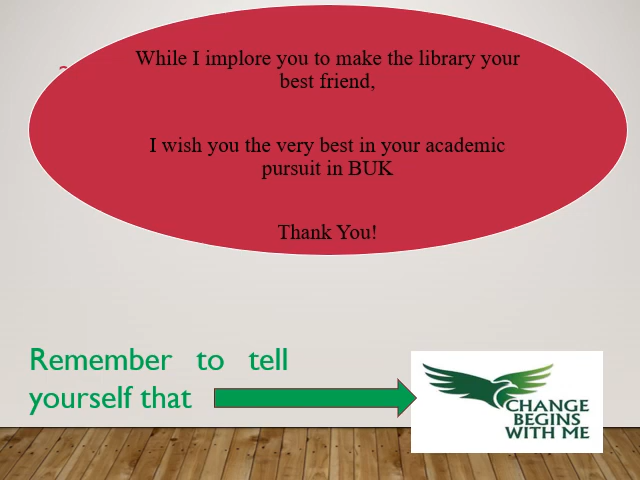 While I implore you to make the library your
best friend,
I wish you the very best in your academic
pursuit in BUK
Thank You!
Remember to tell
yourself that
CHANGE
BEGINS
WITH ME